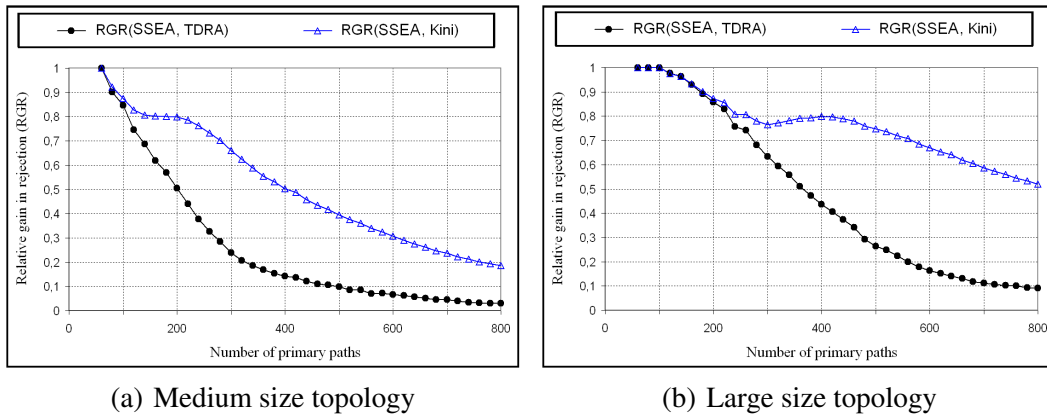 RGR(SSEA, TDRA) RGR(SSEA, Kini)
Relative gain in rejection (RGR)
1
0,9
0,8
0,7
0,6
0,5
0,4
0,3
0,2
0,1
0
0 200 400 600 800
Number of primary paths
(a) Medium size topology
RGR(SSEA, TDRA) RGR(SSEA, Kini)
Relative gain in rejection (RGR)
1
0,9
0,8
0,7
0,6
0,5
0,4
0,3
0,2
0,1
0
0 200 400 600 800
Number of primary paths
(b) Large size topology